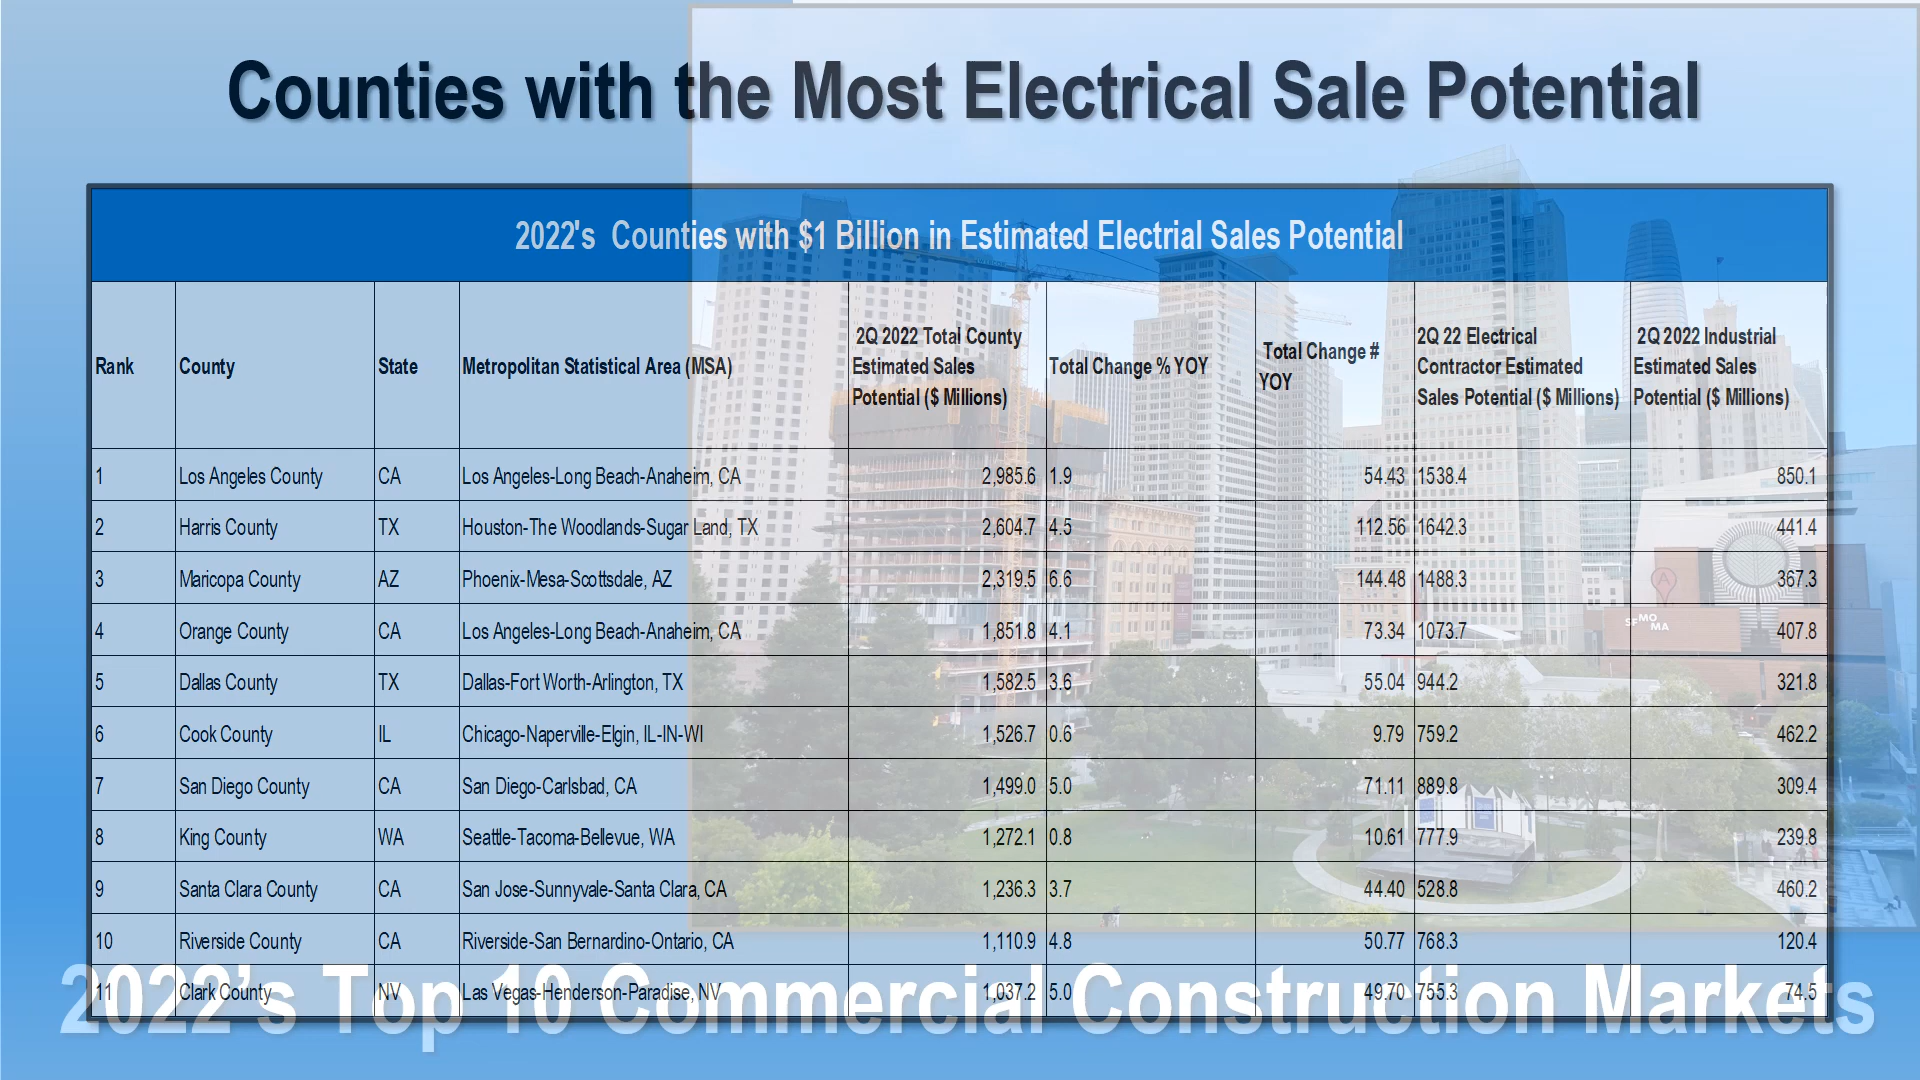 Counties with the Most Electrical Sale Potential
2022's Counties with $1 Billion in Estimated Electrial Sales Potential
Rank County State Metropolitan Statistical Area (MSA) 2Q 2022 Total County Estimated Sales Potential ($ Millions) Total Change % YOY Total Change # YOY 2Q 22 Electrical Contractor Estimated Sales Potential ($ Millions) 2Q 2022 Industrial Estimated Sales Potential ($ Millions)
1 Los Angeles County CA Los Angeles-Long Beach-Anaheim, CA 2,985.6 1.9 54.43 1538.4 850.1
2 Harris County TX Houston-The Woodlands-Sugar Land, TX 2,604.7 4.5 112.56 1642.3 441.4
3 Maricopa County AZ Phoenix-Mesa-Scottsdale, AZ 2,319.5 6.6 144.48 1488.3 367.3
4 Orange County CA Los Angeles-Long Beach-Anaheim, CA 1,851.8 4.1 73.34 1073.7 407.8
5 Dallas County TX Dallas-Fort Worth-Arlington, TX 1,582.5 3.6 55.04 944.2 321.8
6 Cook County IL Chicago-Naperville-Elgin, IL-IN-WI 1,526.7 0.6 9.79 759.2 462.2
7 San Diego County CA San Diego-Carlsbad, CA 1,499.0 5.0 71.11 889.8 309.4
8 King County WA Seattle-Tacoma-Bellevue, WA 1,272.1 0.8 10.61 777.9 239.8
9 Santa Clara County CA San Jose-Sunnyvale-Santa Clara, CA 1,236.3 3.7 44.40 528.8 460.2
10 Riverside County CA Riverside-San Bernardino-Ontario, CA 1,110.9 4.8 50.77 768.3 120.4
11 Clark County NV Las Vegas-Henderson-Paradise, NV 1,037.2 5.0 49.70 755.3 74.5
2022’s Top 10 Commercial Construction Markets
SFMOMA